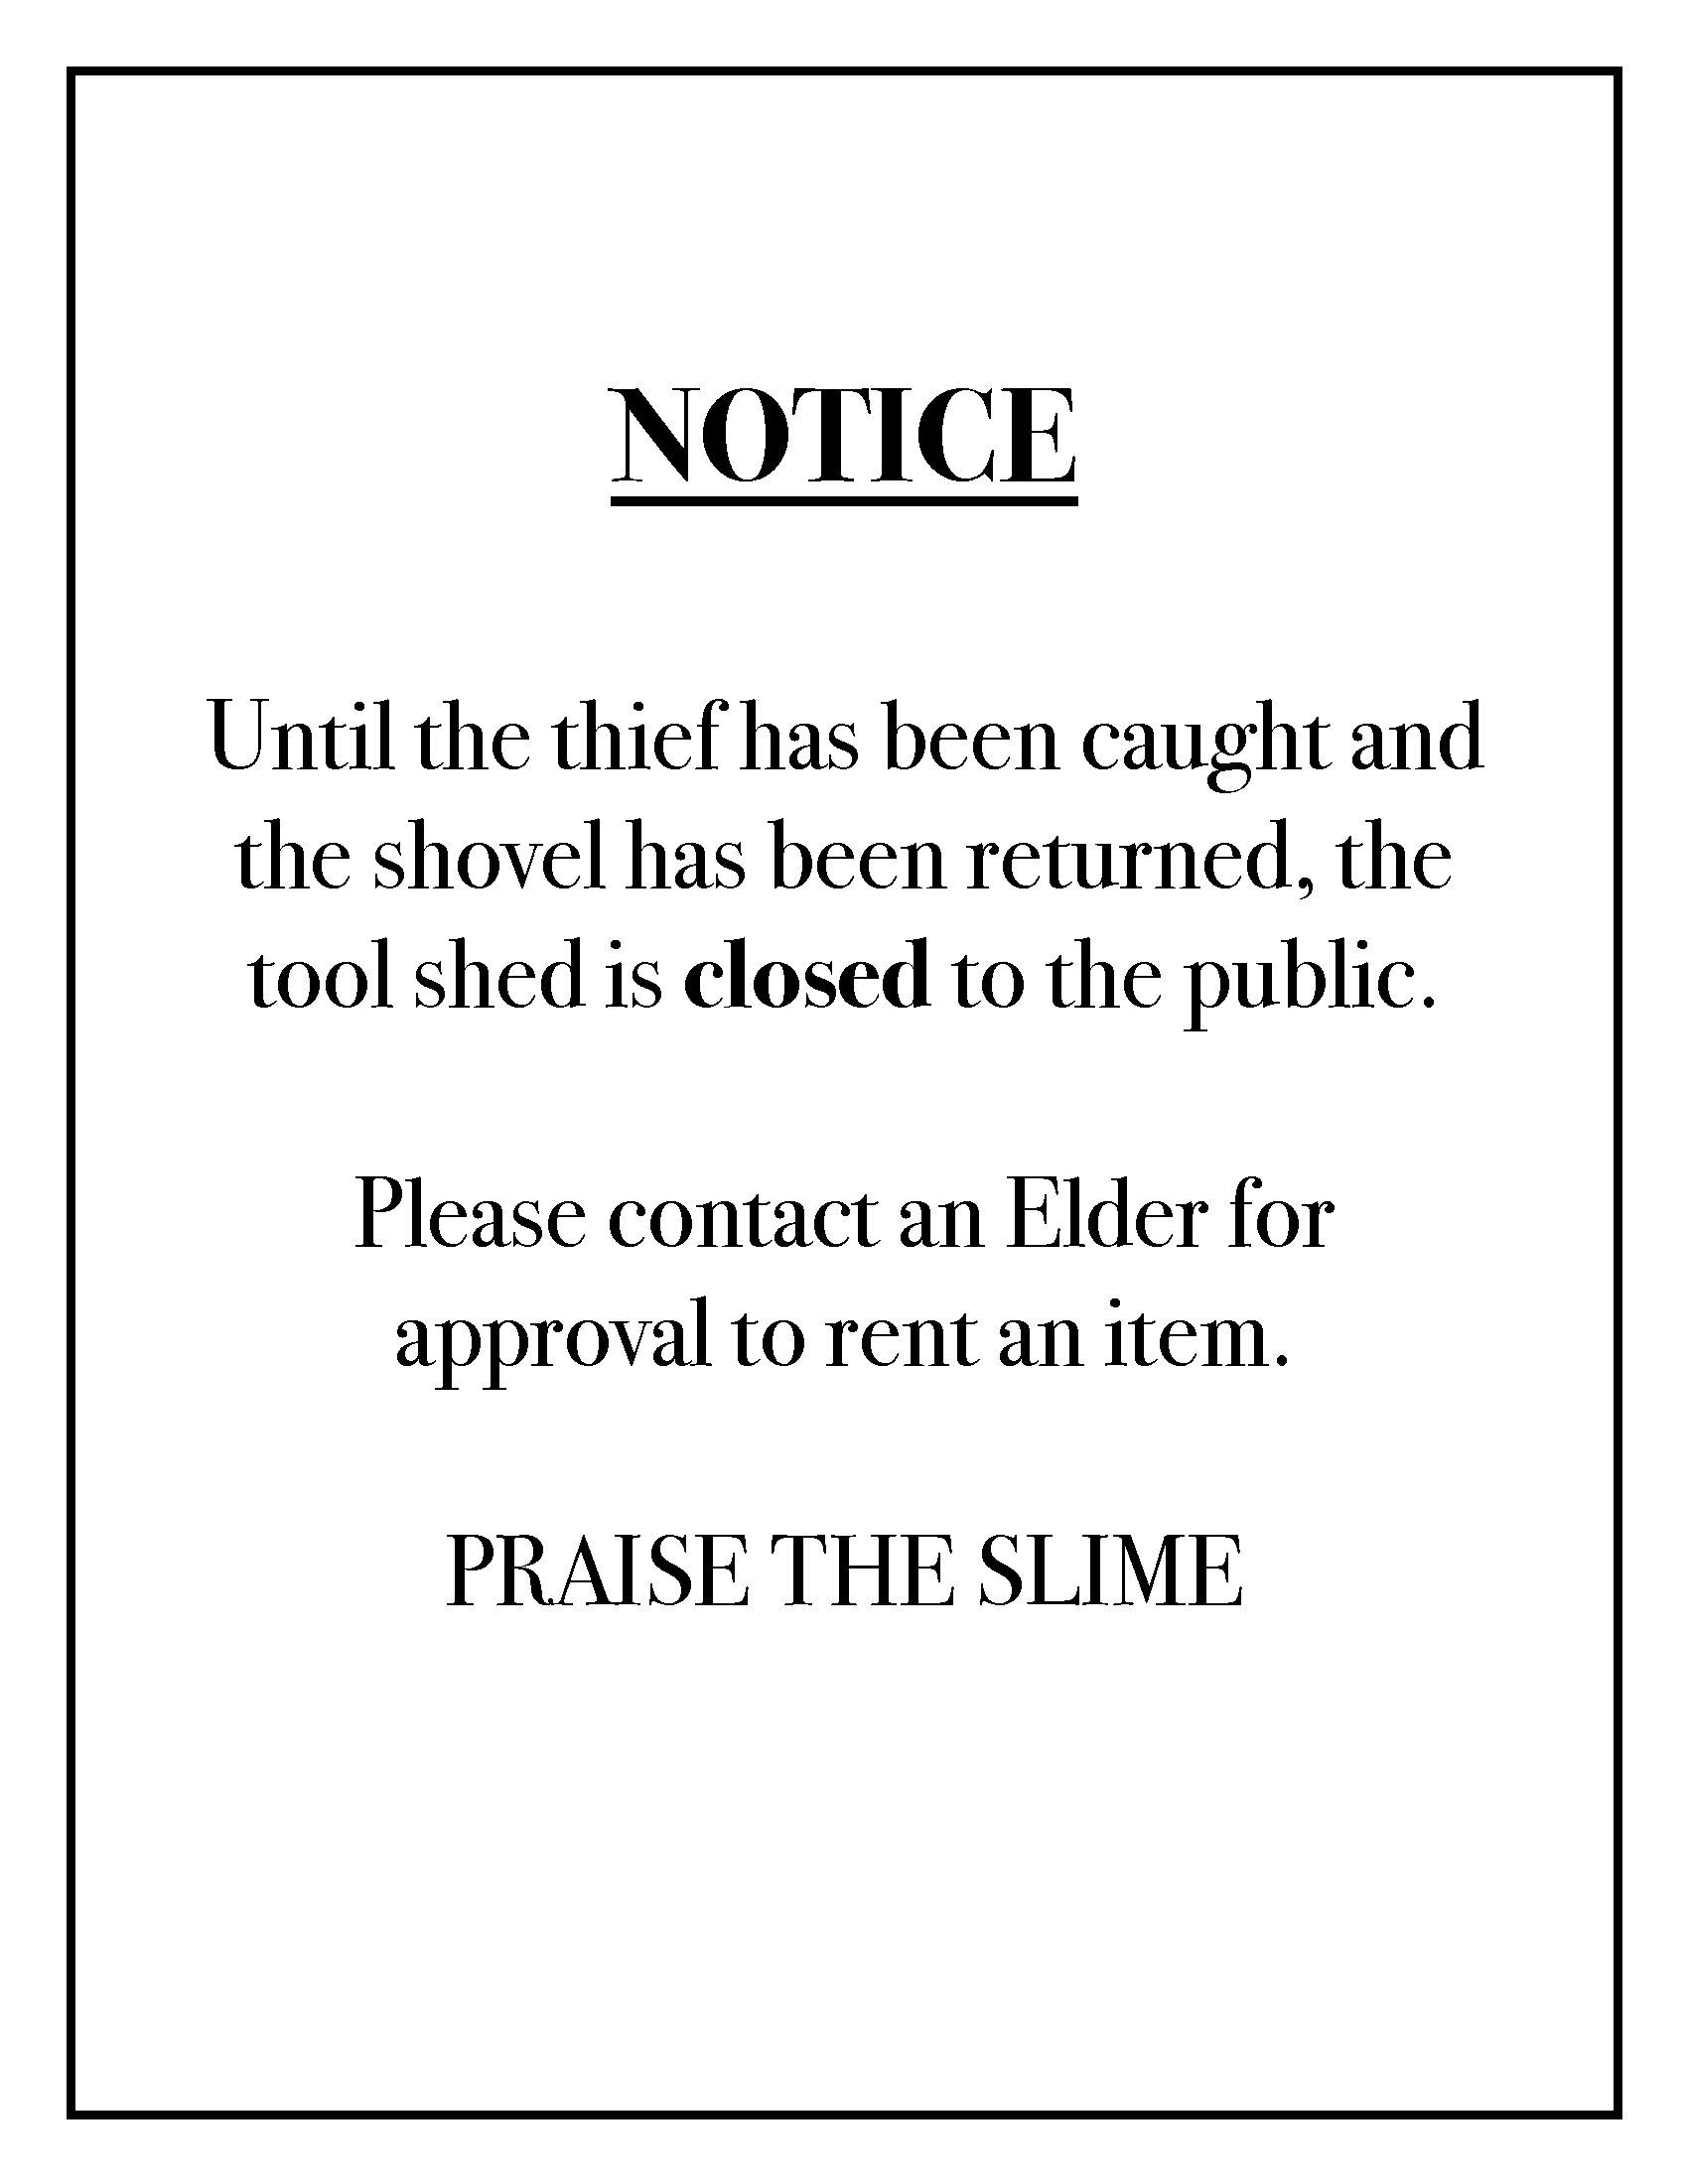 NOTICE
Until the thief has been caught and
the shovel has been returned, the
tool shed is closed to the public.
Please contact an Elder for
approval to rent an item.
PRAISE THE SLIME